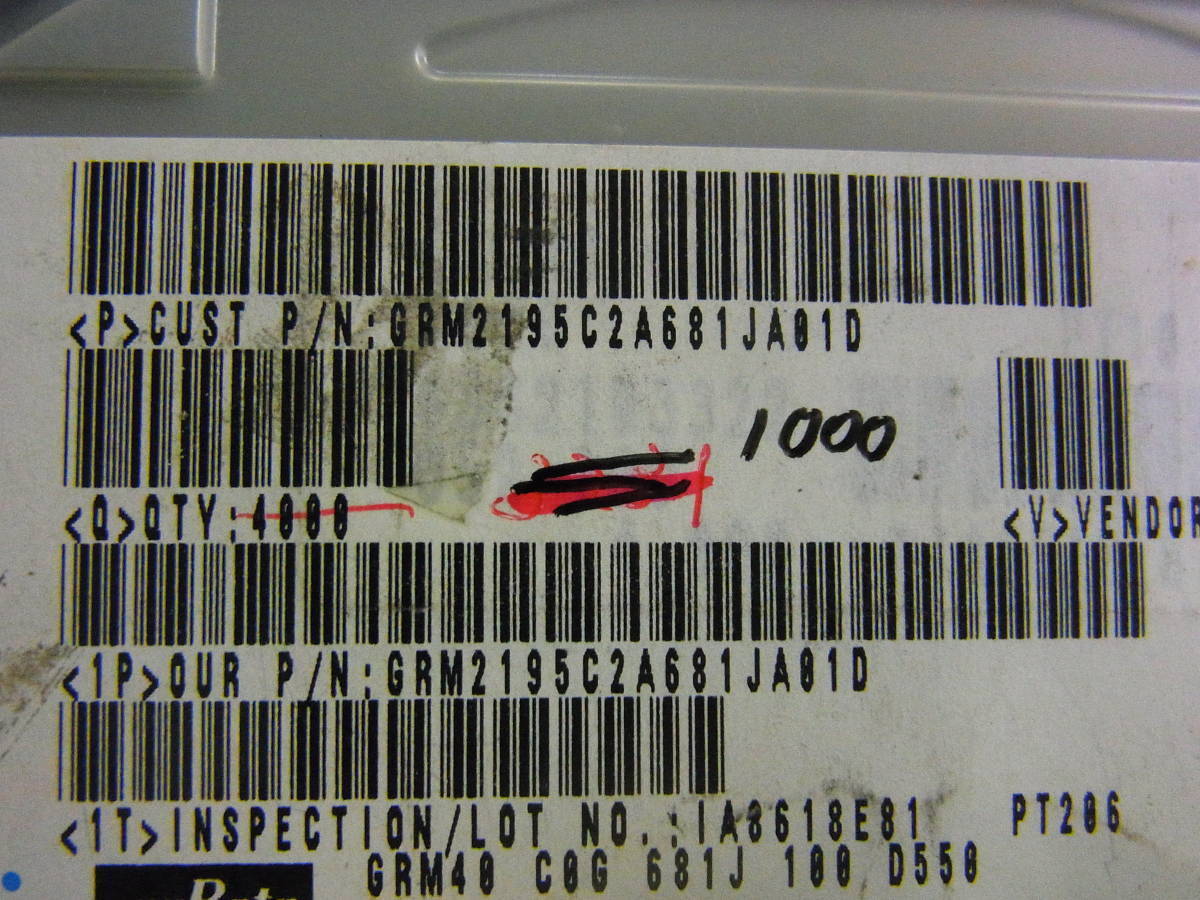 <P>CUST P/N:GRM2195C2A681JA01D
1000
<Q>QTY:4000
<V>VENDOR
<1P>OUR P/N:GRM2195C2A681JA01D
<1T>INSPECTION/LOT NO.:IA8618E81 PT206
GRM40 C0G 681J 100 D550